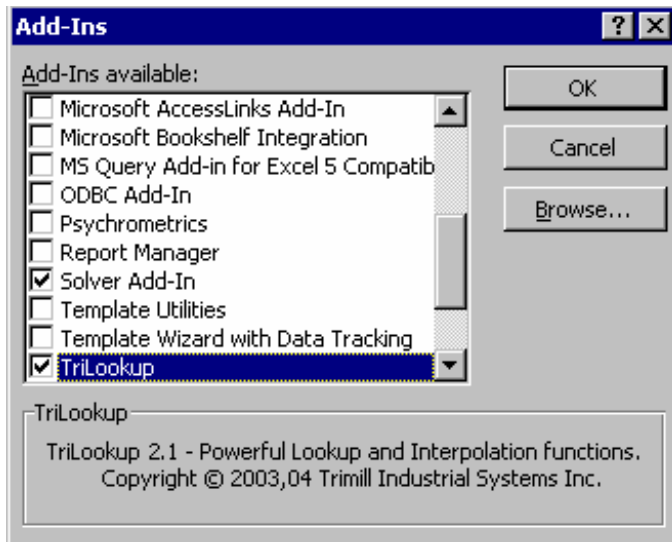 Add-Ins
Add-Ins available:
Microsoft AccessLinks Add-In
Microsoft Bookshelf Integration
MS Query Add-in for Excel 5 Compatib
ODBC Add-In
Psychrometrics
Report Manager
Solver Add-In
Template Utilities
Template Wizard with Data Tracking
TriLookup
OK
Cancel
Browse...
TriLookup
TriLookup 2.1 - Powerful Lookup and Interpolation functions.
Copyright © 2003,04 Trimill Industrial Systems Inc.